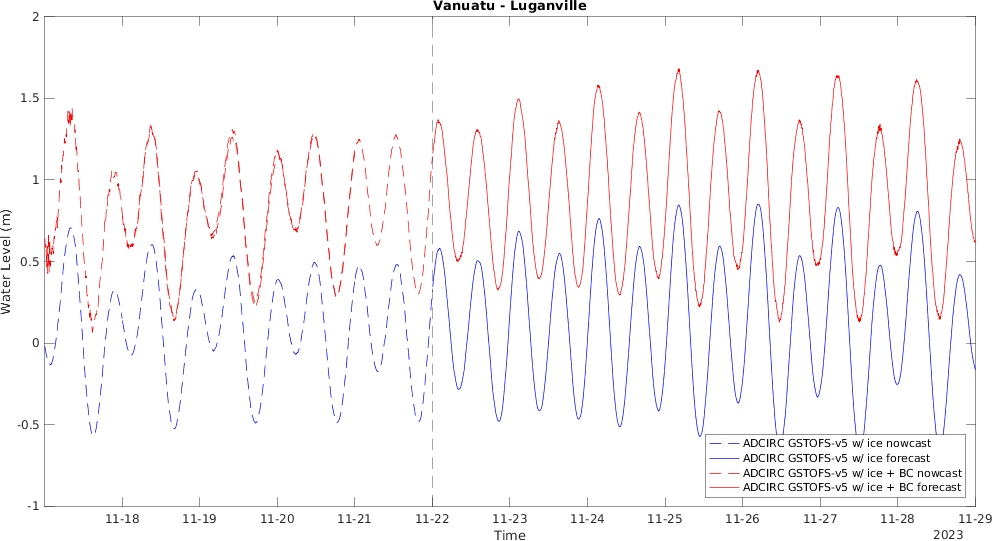 Vanuatu - Luganville
2
1.5
1
0.5
0
-0.5
-1
Water Level (m)
ADCIRC GSTOFS-v5 w/ ice nowcast
ADCIRC GSTOFS-v5 w/ ice forecast
ADCIRC GSTOFS-v5 w/ ice + BC nowcast
ADCIRC GSTOFS-v5 w/ ice + BC forecast
11-18 11-19 11-20 11-21 11-22 11-23 11-24 11-25 11-26 11-27 11-28 11-29
Time
2023